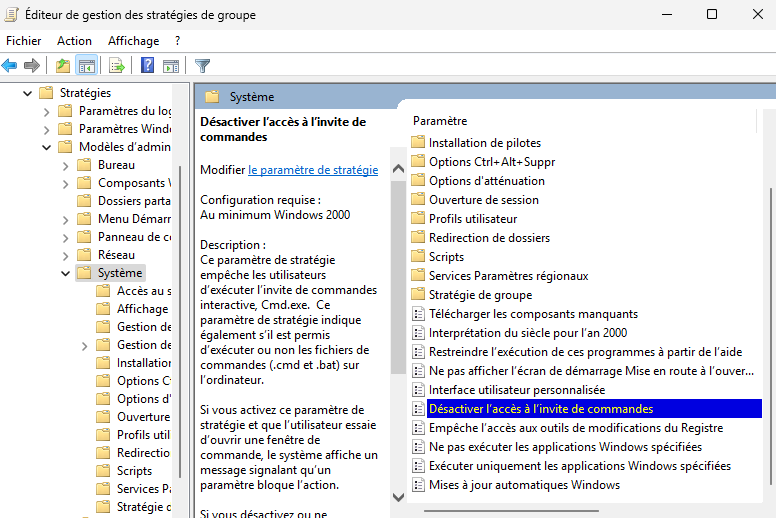 Éditeur de gestion des stratégies de groupe
Fichier Action Affichage ?
Stratégies
Paramètres du log
Paramètres Wind
Modèles d'admin
Bureau
Composants W
Dossiers parta
Menu Démarr
Panneau de co
Réseau
Système
Accès au s
Affichage
Gestion de
Gestion de
Installation
Options Ct
Options d'
Ouverture
Profils util
Redirection
Scripts
Services Pa
Stratégie d
Système
Désactiver l'accès à l'invite de
commandes
Modifier le paramètre de stratégie
Configuration requise :
Au minimum Windows 2000
Description :
Ce paramètre de stratégie
empêche les utilisateurs
d'exécuter l'invite de commandes
interactive, Cmd.exe. Ce
paramètre de stratégie indique
également s'il est permis
d'exécuter ou non les fichiers de
commandes (.cmd et .bat) sur
l'ordinateur.
Si vous activez ce paramètre de
stratégie et que l'utilisateur essaie
d'ouvrir une fenêtre de
commande, le système affiche un
message signalant qu'un
paramètre bloque l'action.
Si vous désactivez ou ne
Paramètre
Installation de pilotes
Options Ctrl+Alt+Suppr
Options d'atténuation
Ouverture de session
Profils utilisateur
Redirection de dossiers
Scripts
Services Paramètres régionaux
Stratégie de groupe
Télécharger les composants manquants
Interprétation du siècle pour l'an 2000
Restreindre l'exécution de ces programmes à partir de l'aide
Ne pas afficher l'écran de démarrage Mise en route à l'ouver...
Interface utilisateur personnalisée
Désactiver l'accès à l'invite de commandes
Empêche l'accès aux outils de modifications du Registre
Ne pas exécuter les applications Windows spécifiées
Exécuter uniquement les applications Windows spécifiées
Mises à jour automatiques Windows